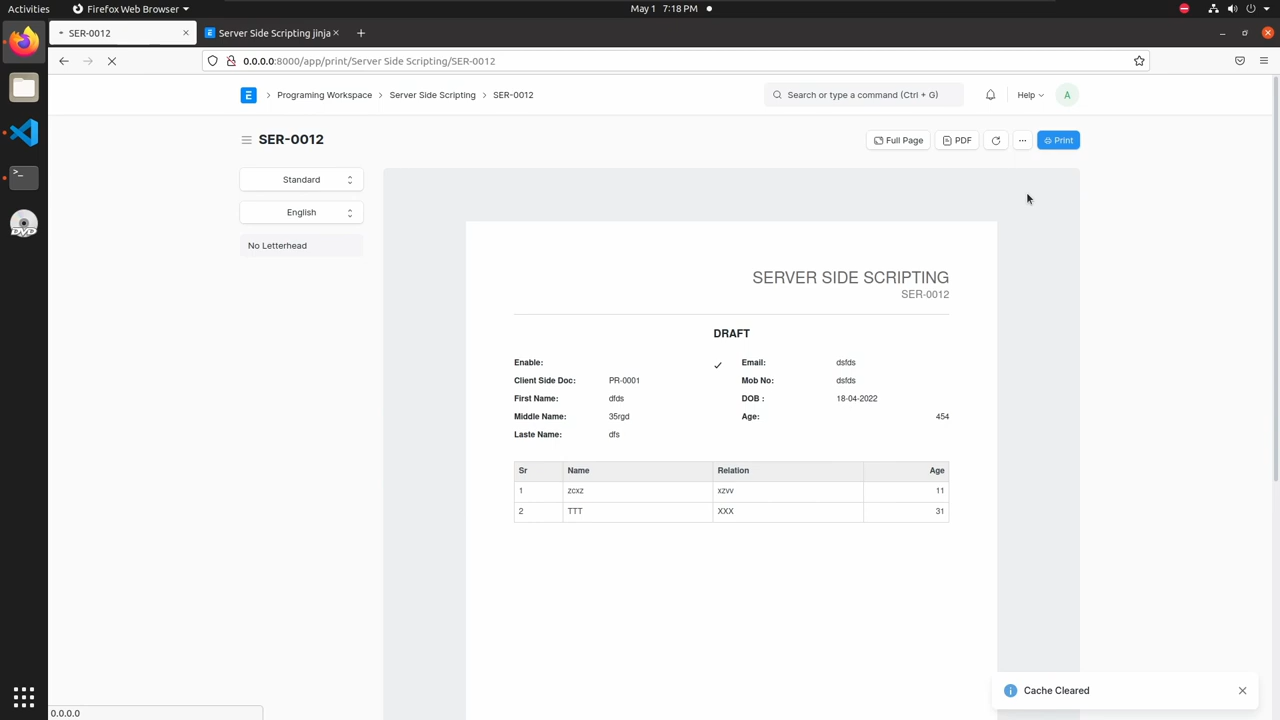 Activities Firefox Web Browser May 1 7:18 PM
SER-0012 Server Side Scripting jinja
0.0.0.0:8000/app/print/Server Side Scripting/SER-0012
E Programing Workspace Server Side Scripting SER-0012 Search or type a command (Ctrl + G) Help A
SER-0012 Full Page PDF ... Print
Standard
English
No Letterhead
SERVER SIDE SCRIPTING
SER-0012
DRAFT
Enable: Email: dsfds
Client Side Doc: PR-0001 Mob No: dsfds
First Name: dfds DOB : 18-04-2022
Middle Name: 35rgd Age: 454
Laste Name: dfs
Sr Name Relation Age
1 zcxz xzvv 11
2 TTT XXX 31
Cache Cleared
0.0.0.0
DVD